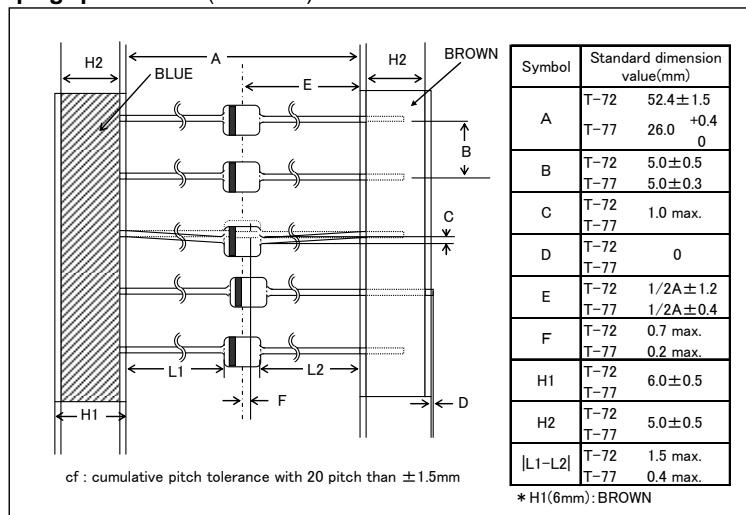 H2
A
H2
BROWN
BLUE
E
B
C
L1
L2
F
D
H1
cf : cumulative pitch tolerance with 20 pitch than ±1.5mm
Symbol Standard dimension value(mm)
A T-72 52.4±1.5
T-77 26.0 +0.4 0
B T-72 5.0±0.5
T-77 5.0±0.3
C T-72 T-77 1.0 max.
D T-72 T-77 0
E T-72 1/2A±1.2
T-77 1/2A±0.4
F T-72 0.7 max.
T-77 0.2 max.
H1 T-72 T-77 6.0±0.5
H2 T-72 T-77 5.0±0.5
|L1-L2| T-72 1.5 max.
T-77 0.4 max.
* H1(6mm): BROWN